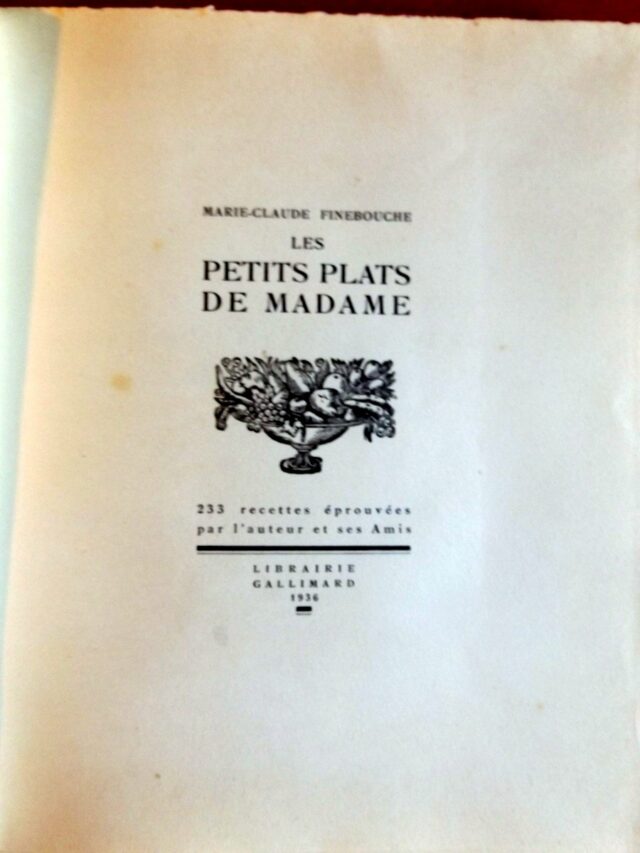 MARIE-CLAUDE FINEBOUCHE
LES
PETITS PLATS
DE MADAME
233 recettes éprouvées
par l'auteur et ses Amis
LIBRAIRIE
GALLIMARD
1936